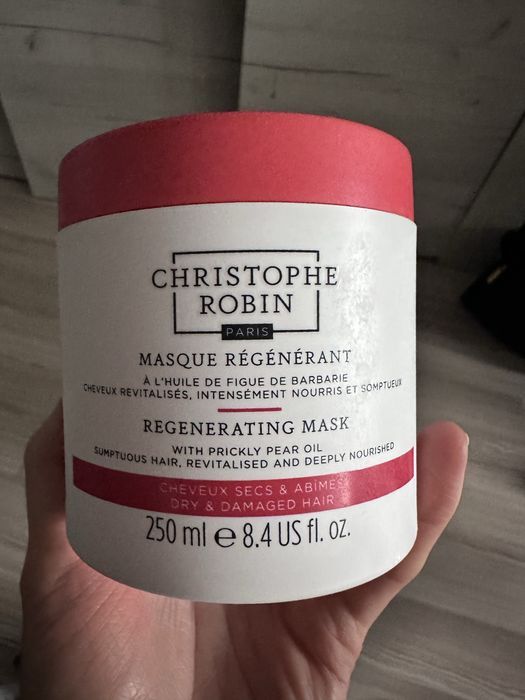 CHRISTOPHE
ROBIN
PARIS
MASQUE RÉGÉNÉRANT
À L'HUILE DE FIGUE DE BARBARIE
CHEVEUX REVITALISÉS, INTENSÉMENT NOURRIS ET SOMPTUEUX
REGENERATING MASK
WITH PRICKLY PEAR OIL
SUMPTUOUS HAIR, REVITALISED AND DEEPLY NOURISHED
CHEVEUX SECS & ABÎMÉS
DRY & DAMAGED HAIR
250 ml e 8.4 US fl. oz.